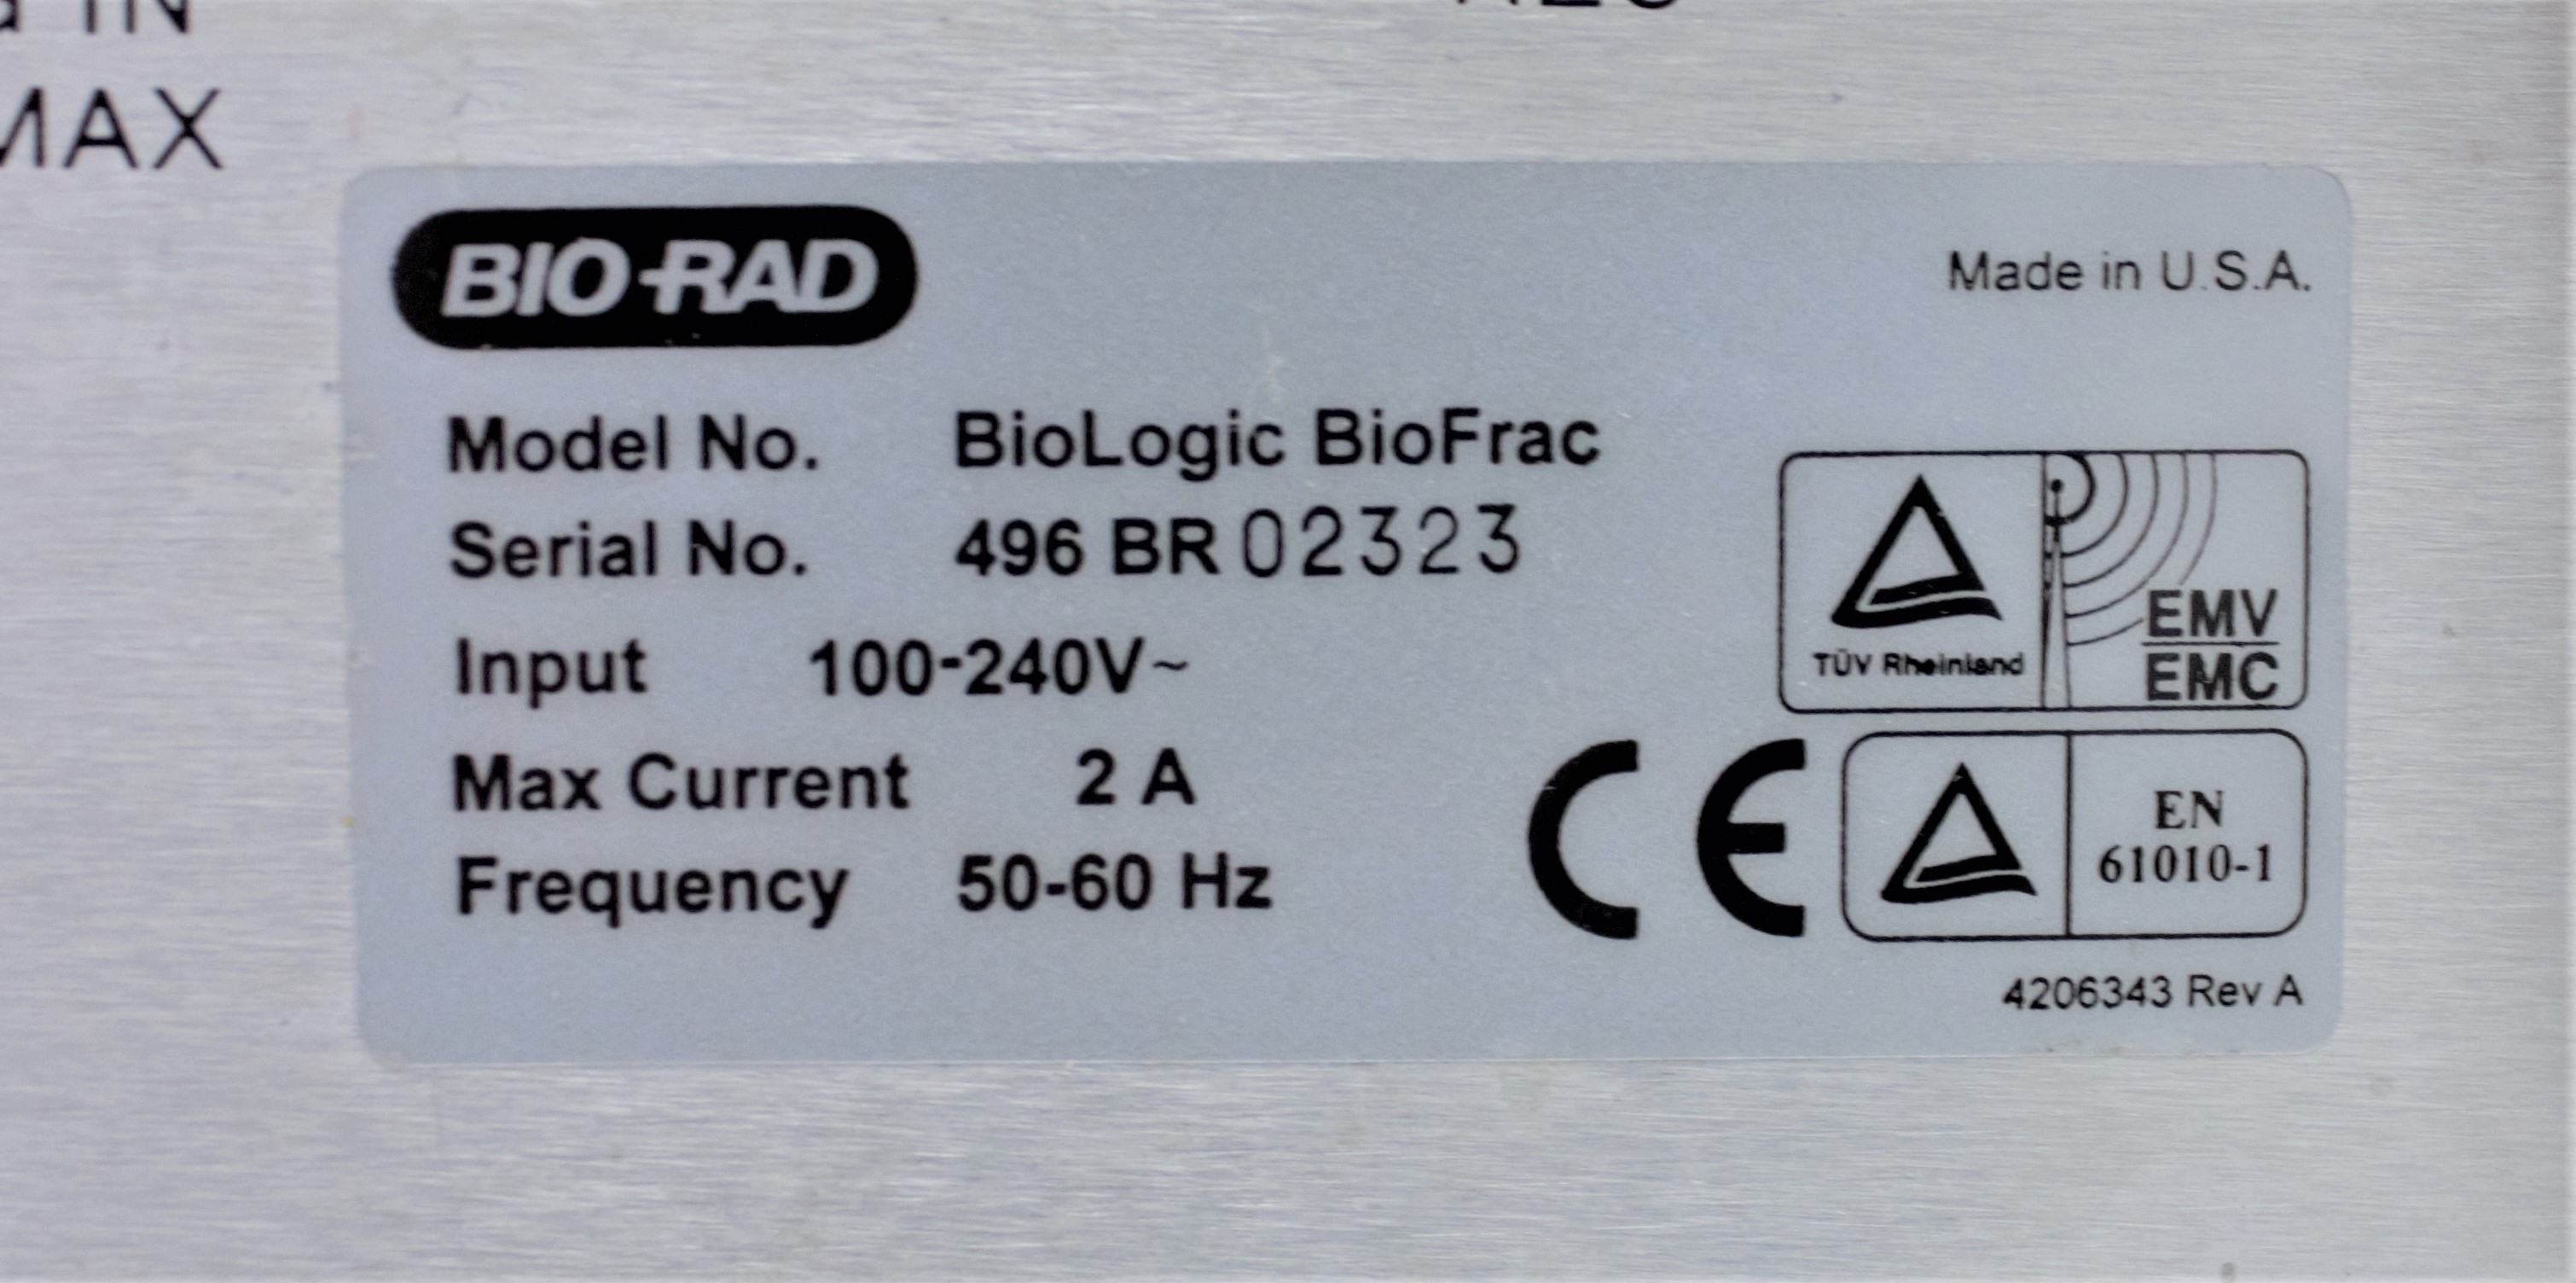 IN
MAX
BIO-RAD
Made in U.S.A.
Model No. BioLogic BioFrac
Serial No. 496 BR 02323
Input 100-240V~
Max Current 2 A
Frequency 50-60 Hz
TÜV Rheinland
EMV
EMC
CE
EN
61010-1
4206343 Rev A